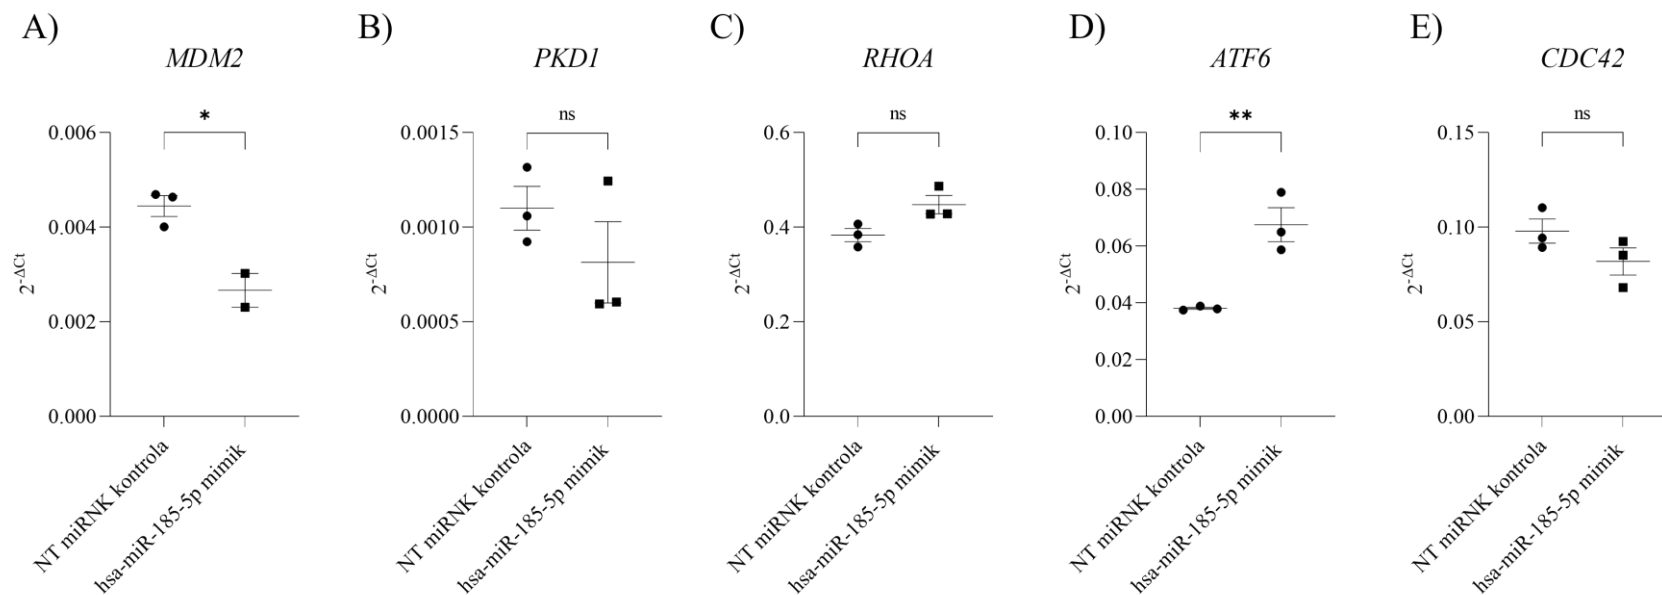 A)
MDM2
*
0.006
0.004
0.002
0.000
2^-ΔCt
NT miRNK kontrola
hsa-miR-185-5p mimik
B)
PKD1
ns
0.0015
0.0010
0.0005
0.0000
2^-ΔCt
NT miRNK kontrola
hsa-miR-185-5p mimik
C)
RHOA
ns
0.6
0.4
0.2
0.0
2^-ΔCt
NT miRNK kontrola
hsa-miR-185-5p mimik
D)
ATF6
**
0.10
0.08
0.06
0.04
0.02
0.00
2^-ΔCt
NT miRNK kontrola
hsa-miR-185-5p mimik
E)
CDC42
ns
0.15
0.10
0.05
0.00
2^-ΔCt
NT miRNK kontrola
hsa-miR-185-5p mimik